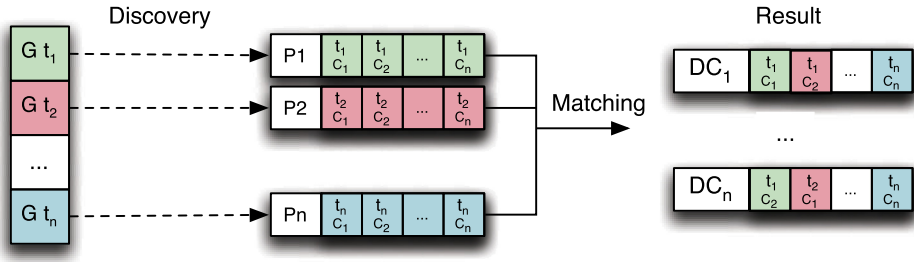 Discovery
Result
G t1
P1 t1 C1 t1 C2 ... t1 Cn
G t2
P2 t2 C1 t2 C2 ... t2 Cn
...
G tn
Pn tn C1 tn C2 ... tn Cn
Matching
DC1 t1 C1 t1 C2 ... tn Cn
...
DCn t1 C2 t2 C1 ... tn Cn